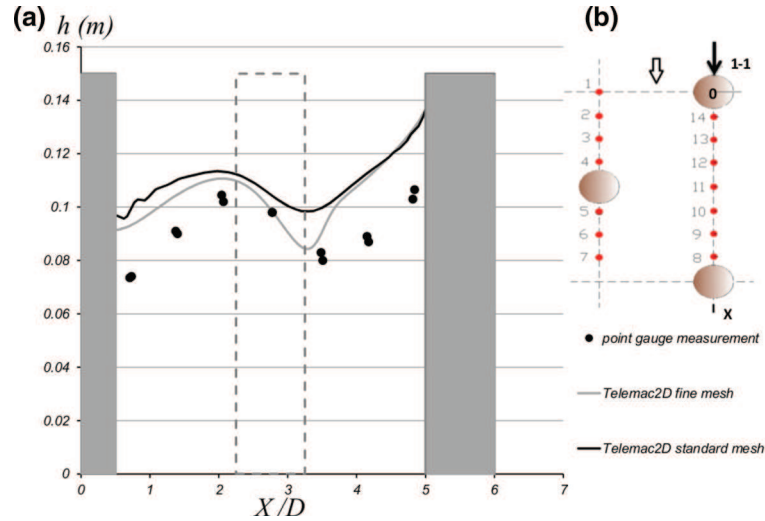 (a)
h (m)
0.16
0.14
0.12
0.1
0.08
0.06
0.04
0.02
0
0 1 2 3 4 5 6 7
X/D
(b)
1-1
1 0
2 14
3 13
4 12
11
5 10
6 9
7 8
X
point gauge measurement
Telemac2D fine mesh
Telemac2D standard mesh